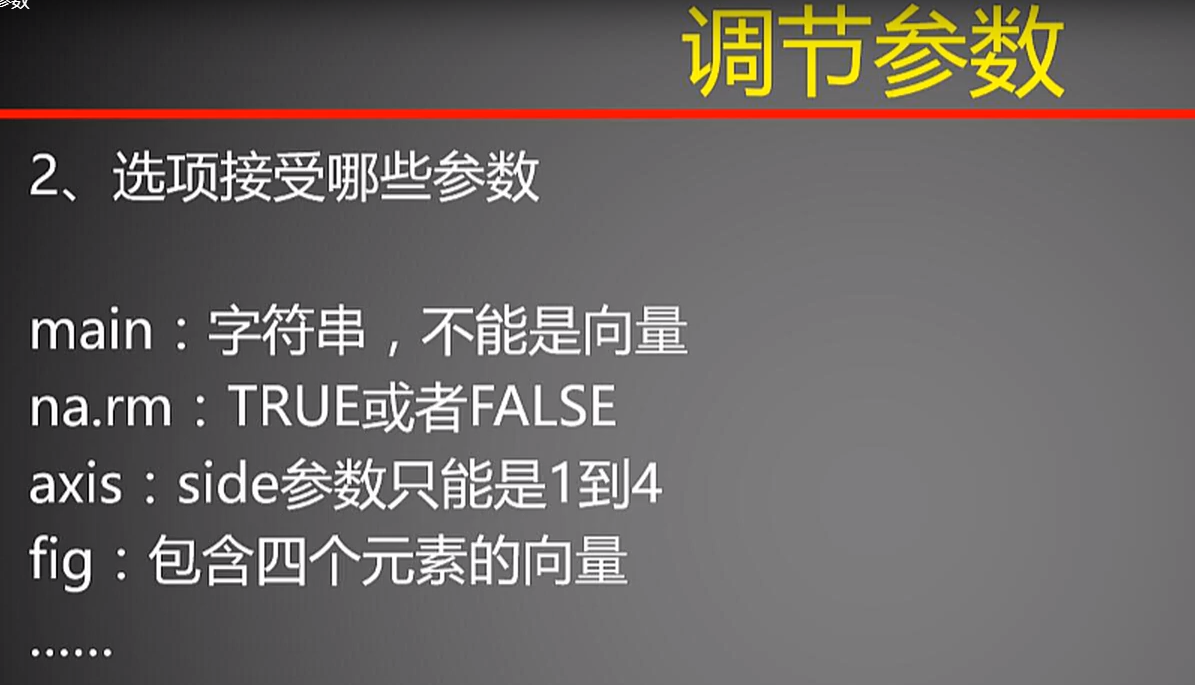 参数
调节参数
2、选项接受哪些参数
main：字符串，不能是向量
na.rm：TRUE或者FALSE
axis：side参数只能是1到4
fig：包含四个元素的向量
……